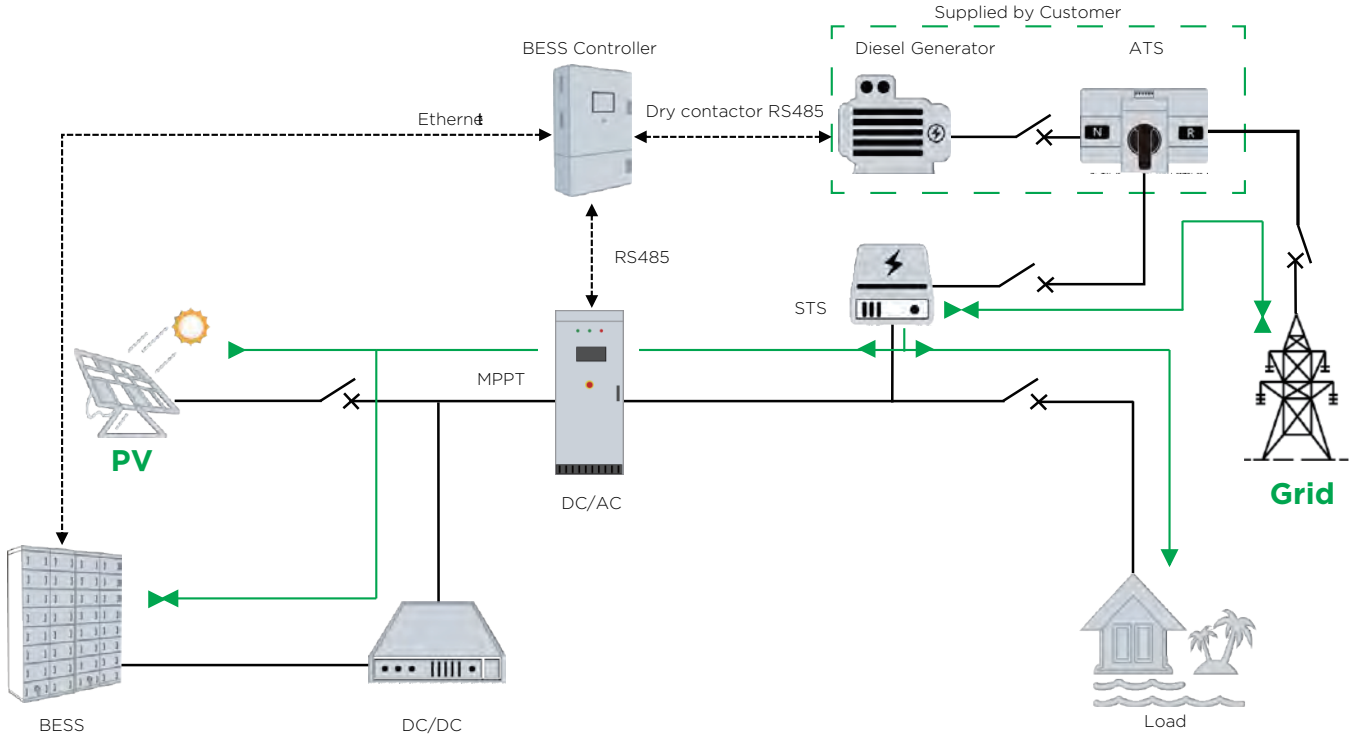 Supplied by Customer
BESS Controller
Diesel Generator
ATS
Ethernet
Dry contactor RS485
N
R
RS485
STS
MPPT
PV
Grid
DC/AC
BESS
DC/DC
Load